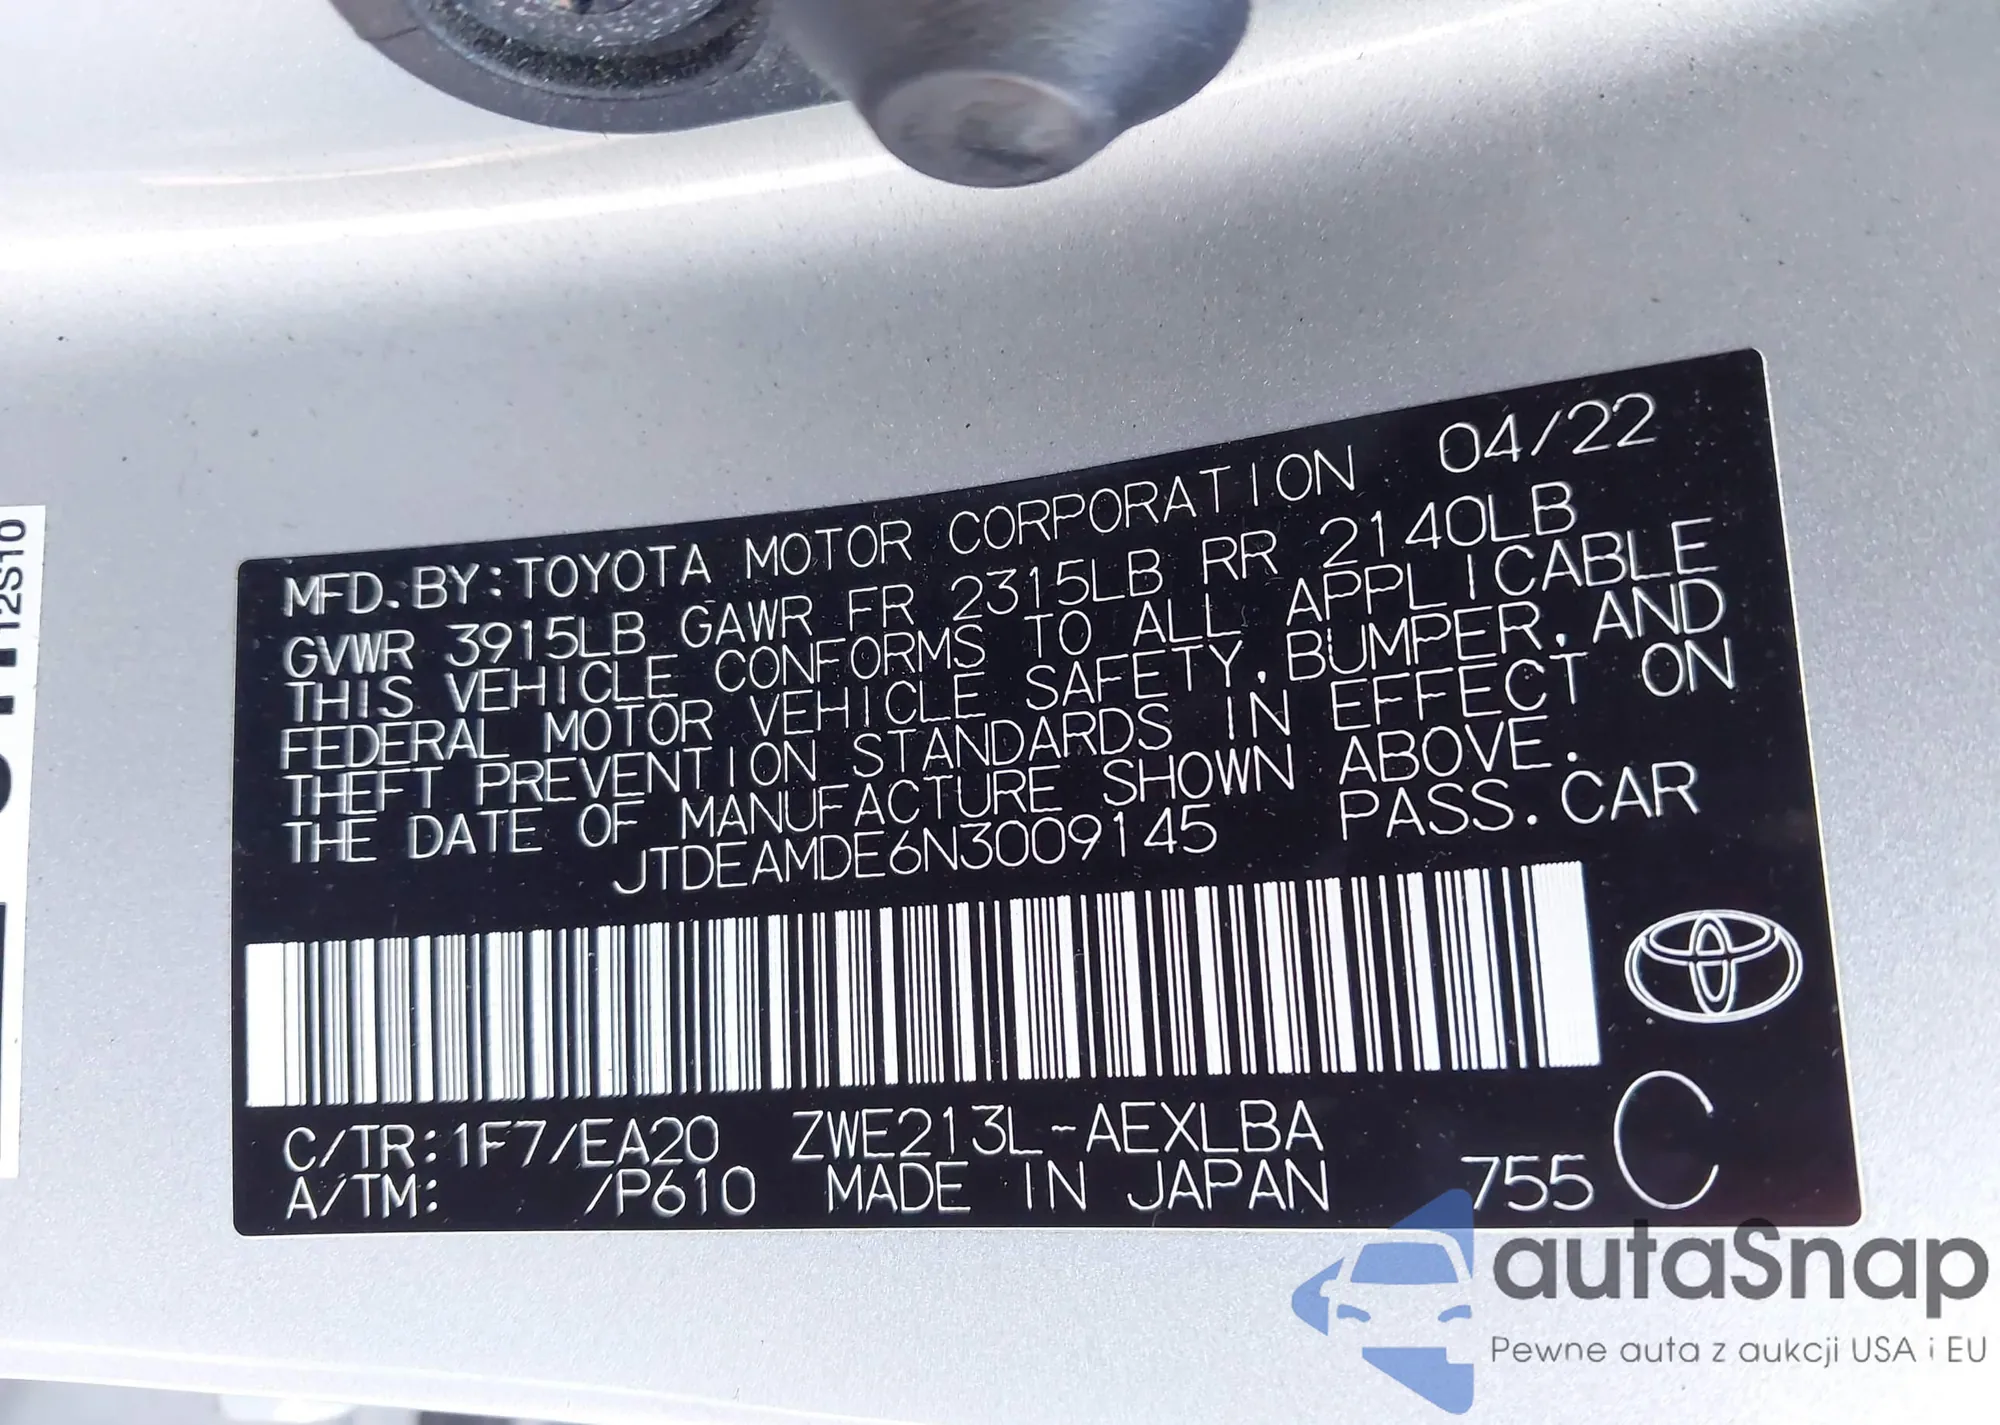 MFD.BY:TOYOTA MOTOR CORPORATION 04/22
GVWR 3915LB GAWR FR 2315LB RR 2140LB
THIS VEHICLE CONFORMS TO ALL APPLICABLE
FEDERAL MOTOR VEHICLE SAFETY,BUMPER,AND
THEFT PREVENTION STANDARDS IN EFFECT ON
THE DATE OF MANUFACTURE SHOWN ABOVE.
JTDEAMDE6N3009145 PASS.CAR
C/TR:1F7/EA20 ZWE213L-AEXLBA
A/TM: /P610 MADE IN JAPAN 755 C
12S10
autaSnap
Pewne auta z aukcji USA i EU